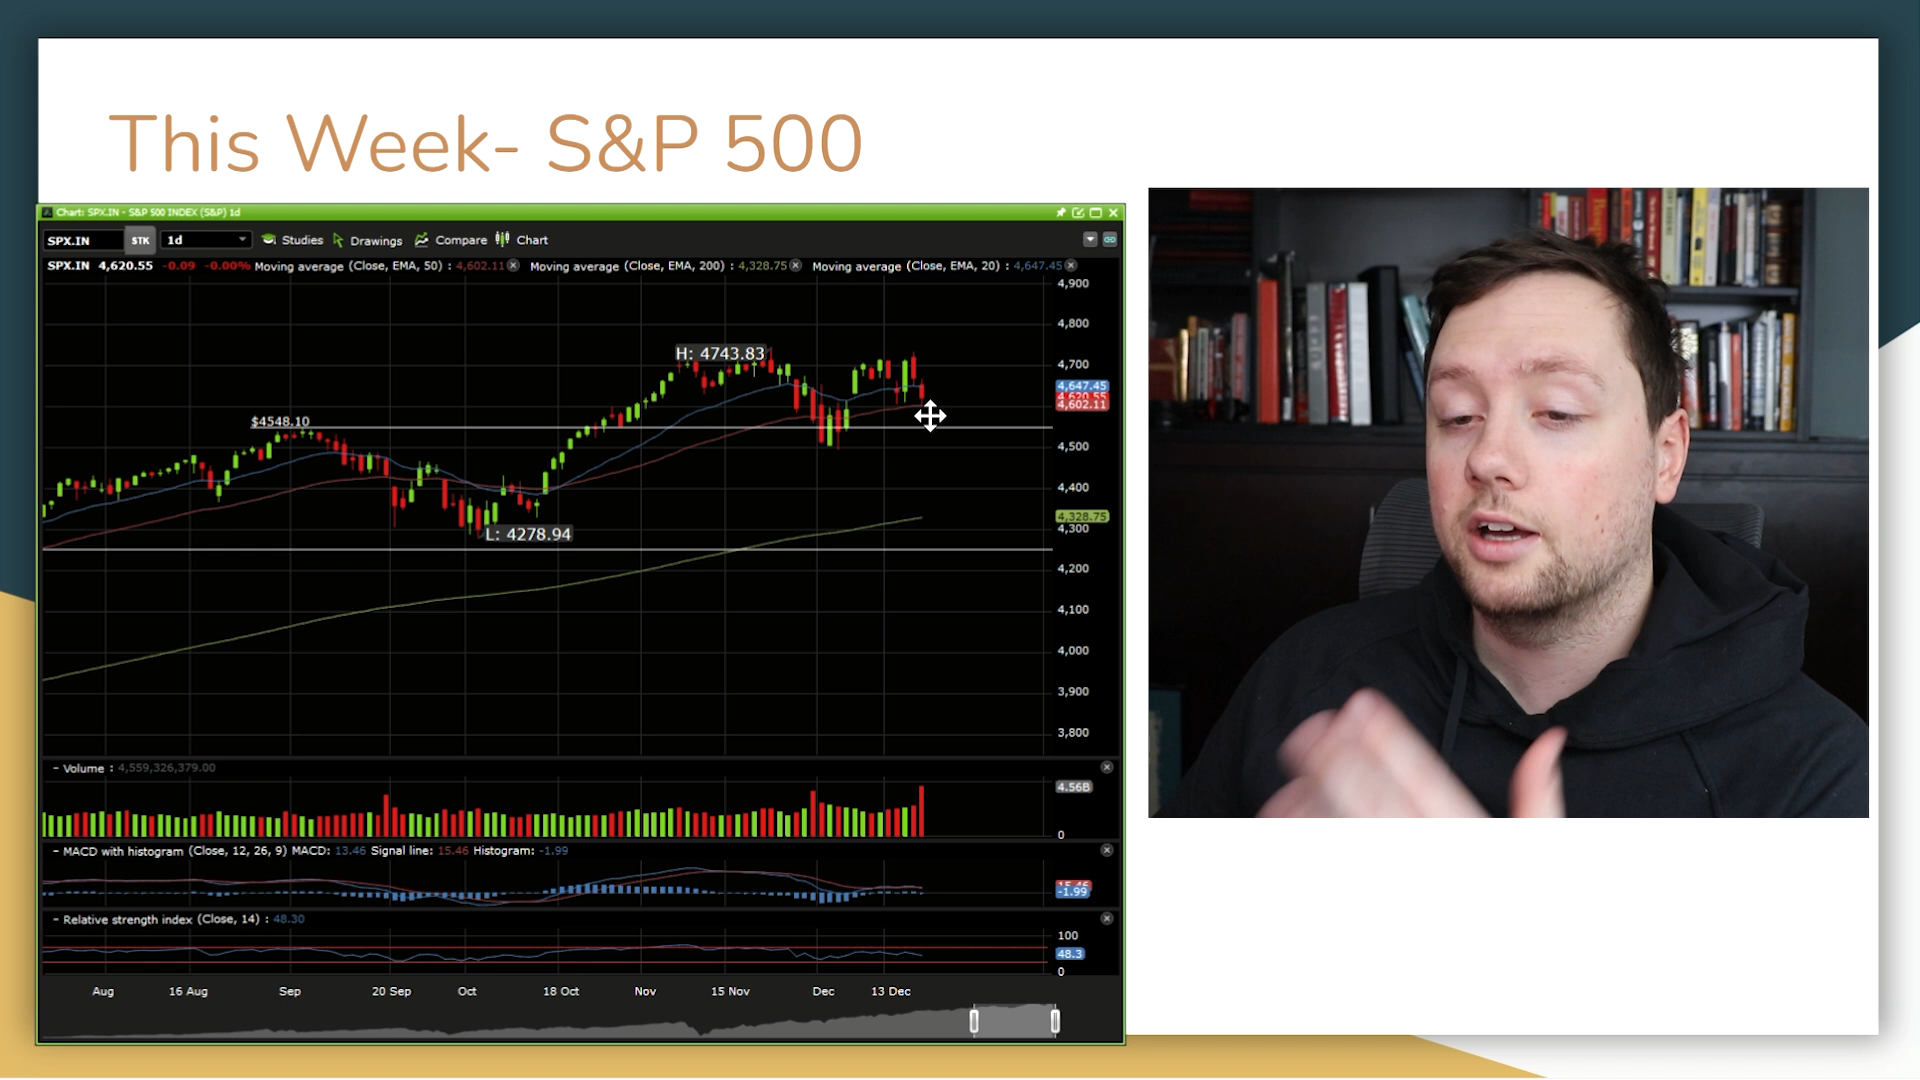 This Week- S&P 500
Chart: SPX.IN - S&P 500 INDEX (S&P) 1d
SPX.IN STK 1d Studies Drawings Compare Chart
SPX.IN 4,620.55 -0.09 -0.00% Moving average (Close, EMA, 50) : 4,602.11 Moving average (Close, EMA, 200) : 4,328.75 Moving average (Close, EMA, 20) : 4,647.45
4,900
4,800
H: 4743.83
4,700
4,647.45
4,620.55
4,602.11
$4548.10
4,500
4,400
4,328.75
4,300
L: 4278.94
4,200
4,100
4,000
3,900
3,800
- Volume : 4,559,326,379.00
4.56B
0
- MACD with histogram (Close, 12, 26, 9) MACD: 13.46 Signal line: 15.46 Histogram: -1.99
15.46
-1.99
- Relative strength index (Close, 14) : 48.30
100
48.3
0
Aug 16 Aug Sep 20 Sep Oct 18 Oct Nov 15 Nov Dec 13 Dec